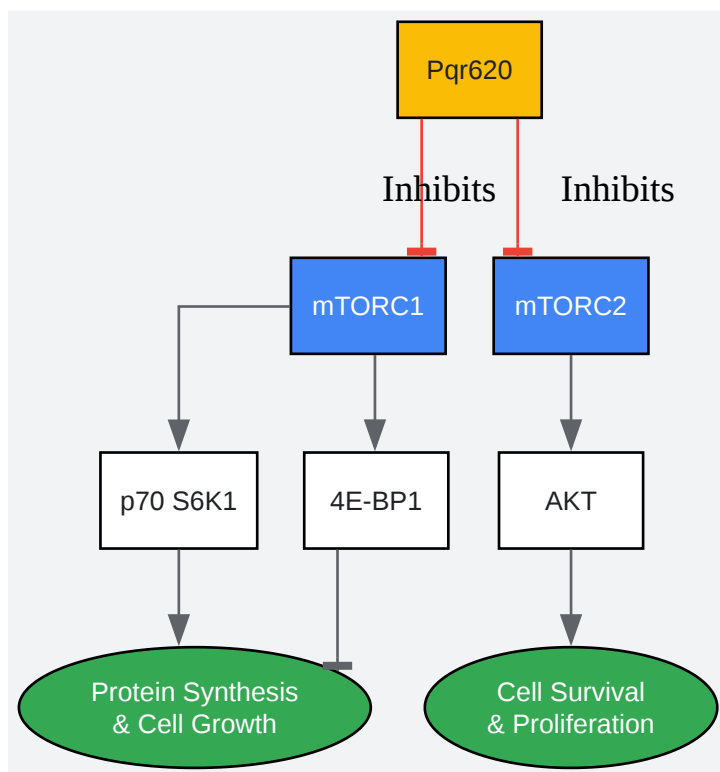 Pqr620
Inhibits
Inhibits
mTORC1
mTORC2
p70 S6K1
4E-BP1
AKT
Protein Synthesis
& Cell Growth
Cell Survival
& Proliferation